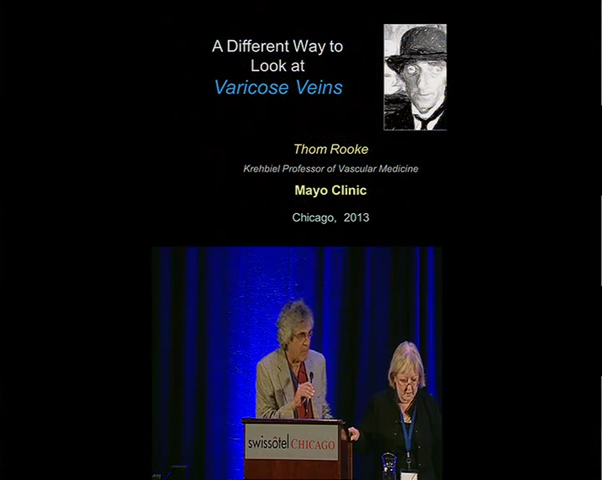 A Different Way to
Look at
Varicose Veins
Thom Rooke
Krehbiel Professor of Vascular Medicine
Mayo Clinic
Chicago, 2013
swissôtel CHICAGO